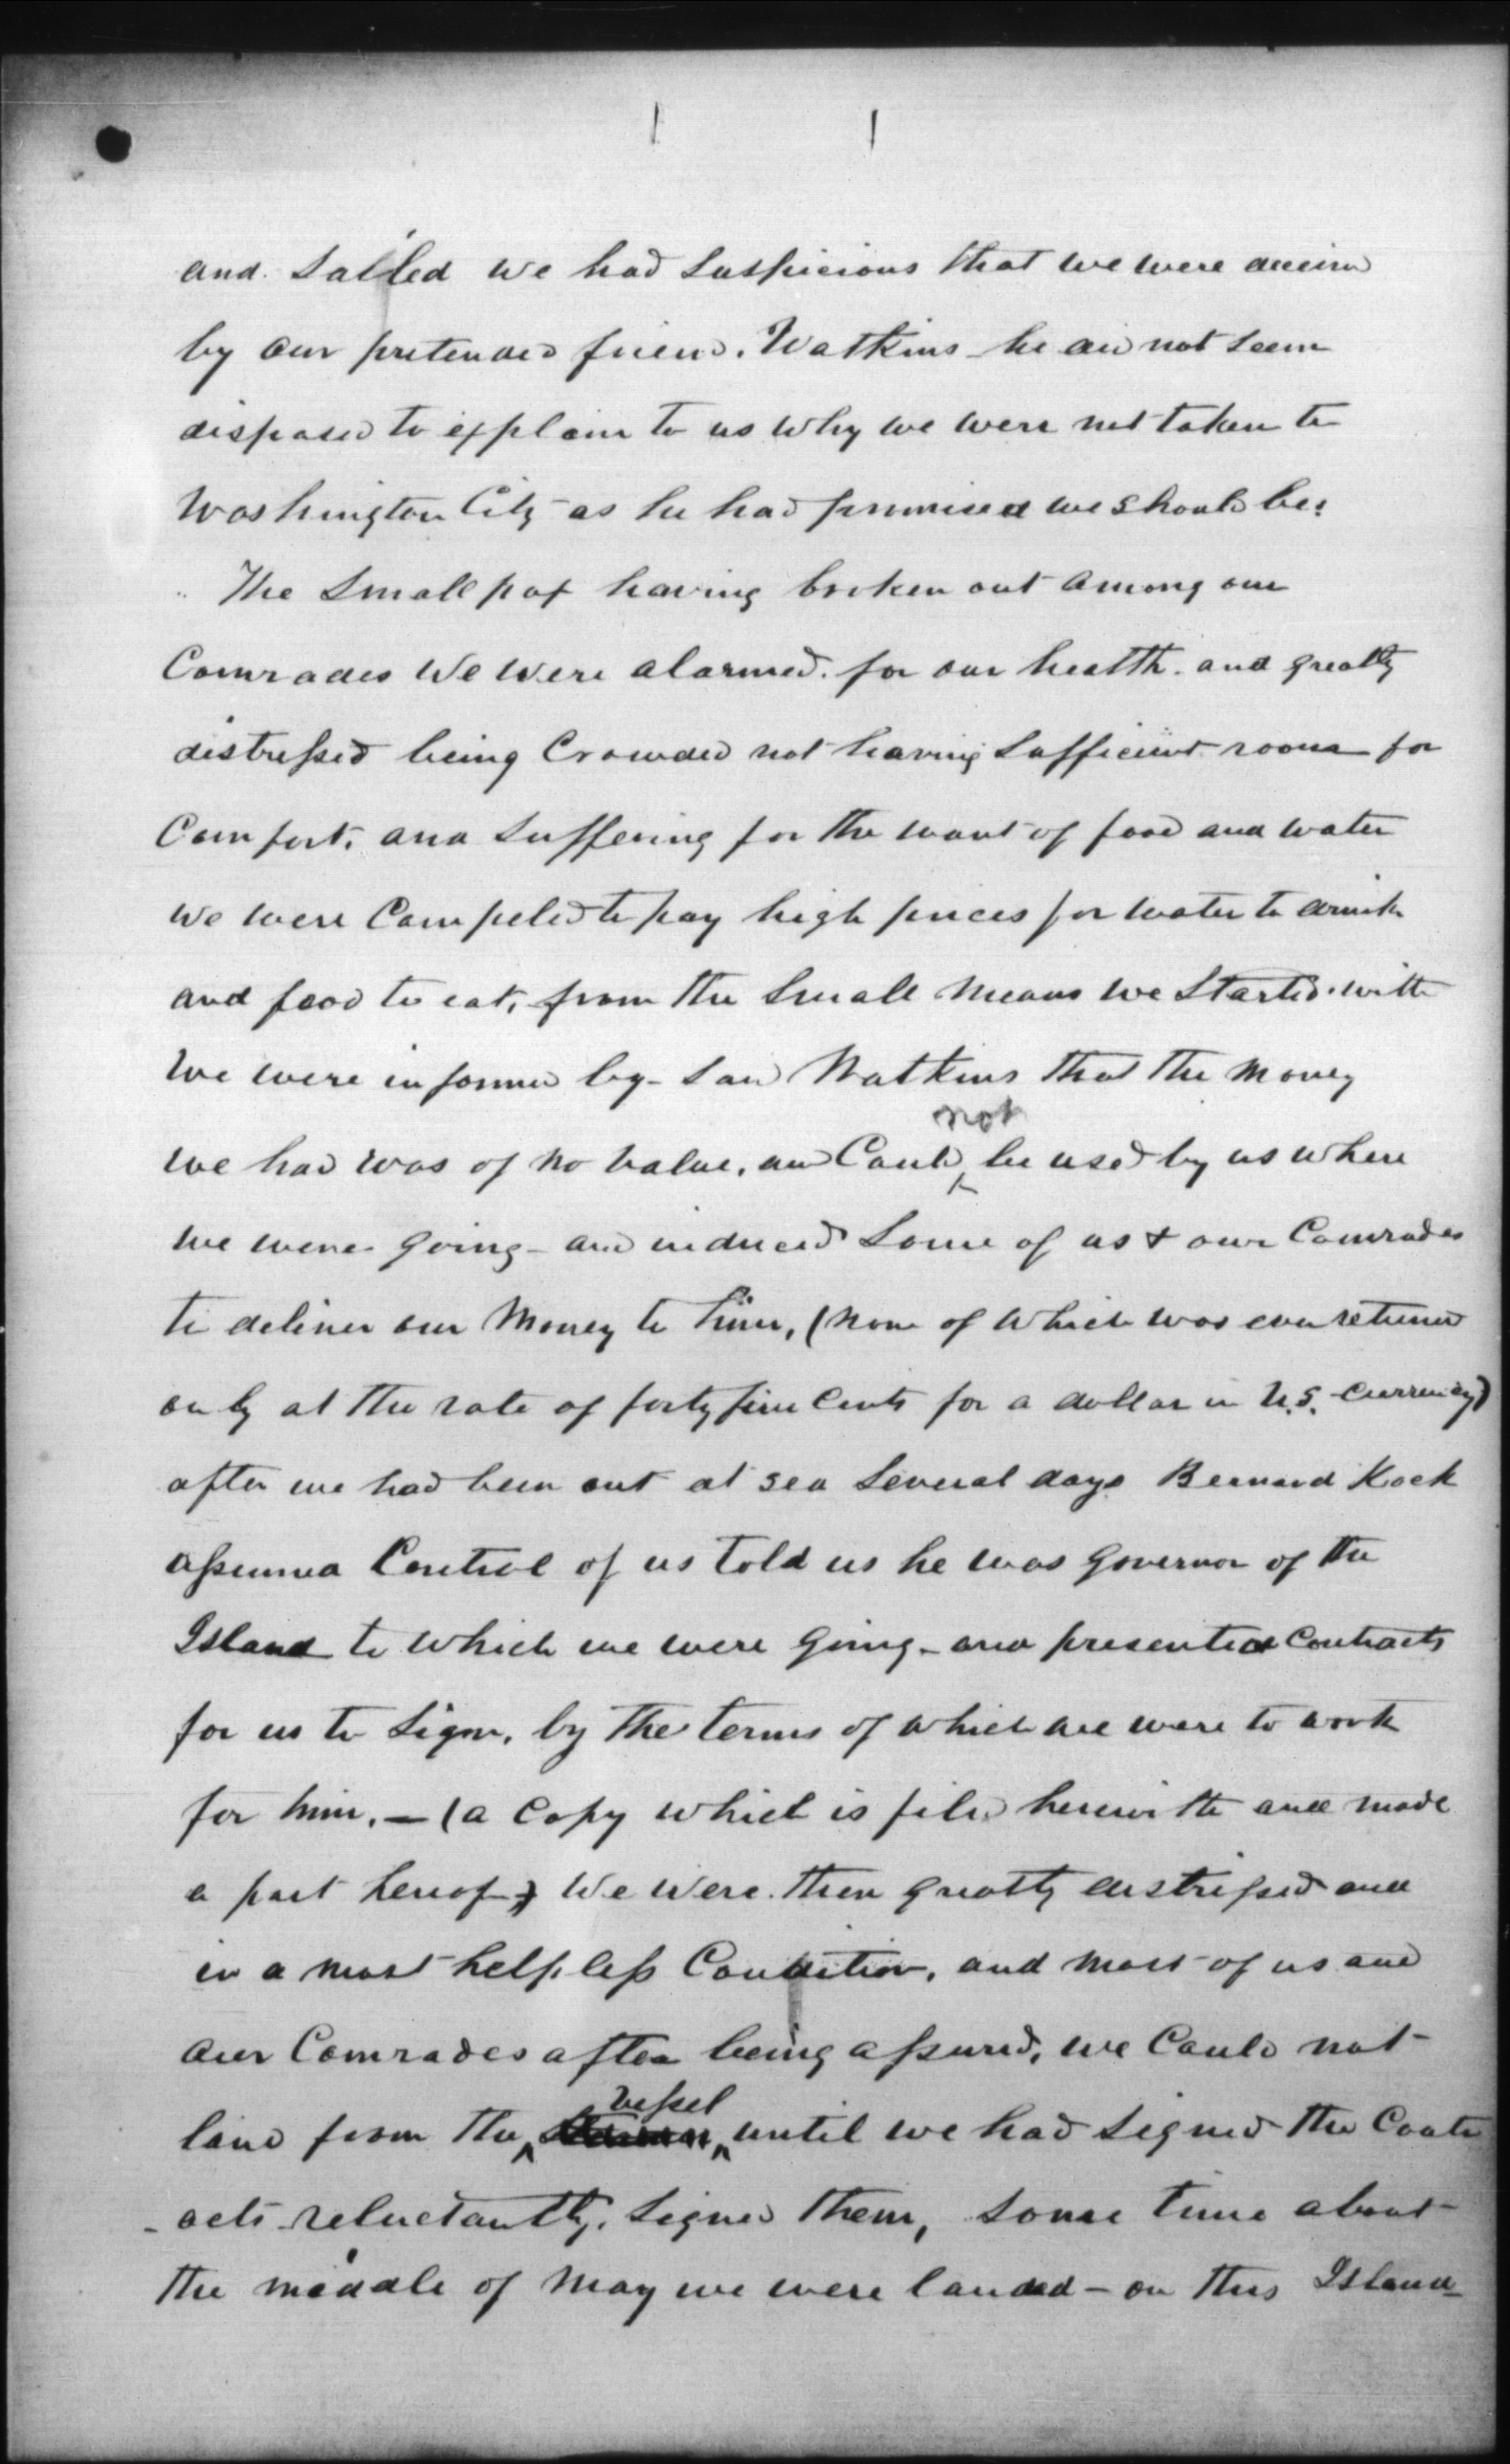 and sailed we had suspicions that we were deceived
by our pretended friend. Watkins he did not seem
disposed to explain to us why we were not taken to
Washington City as he had promised we should be.
The Small pox having broken out among our
Comrades We were alarmed for our health. and greatly
distressed being Crowded not having sufficient room for
Comfort, and suffering for the want of food and water
we were Compeled to pay high prices for water to drink
and food to eat, from the small means we started with
We were informed by said Watkins that the money
not
we had was of no value, and Could be used by us where
we were going - and induced some of us & our Comrades
to deliver our money to him, (none of which was ever returned
only at the rate of forty five Cents for a dollar in U.S. Currency)
after we had been out at sea several days Bernard Kock
assumed Control of us told us he was Governor of the
Island to which we were going - and presented Contracts
for us to sign, by the terms of which we were to work
for him. — (a Copy which is filed herewith and made
a part hereof) We were then greatly distressed and
in a most helpless Condition, and most of us and
our Comrades after being assured, we Could not
vessel
land from the until we had signed the Contr
- acts reluctantly, signed them, some time about
the middle of May we were landed - on this Island